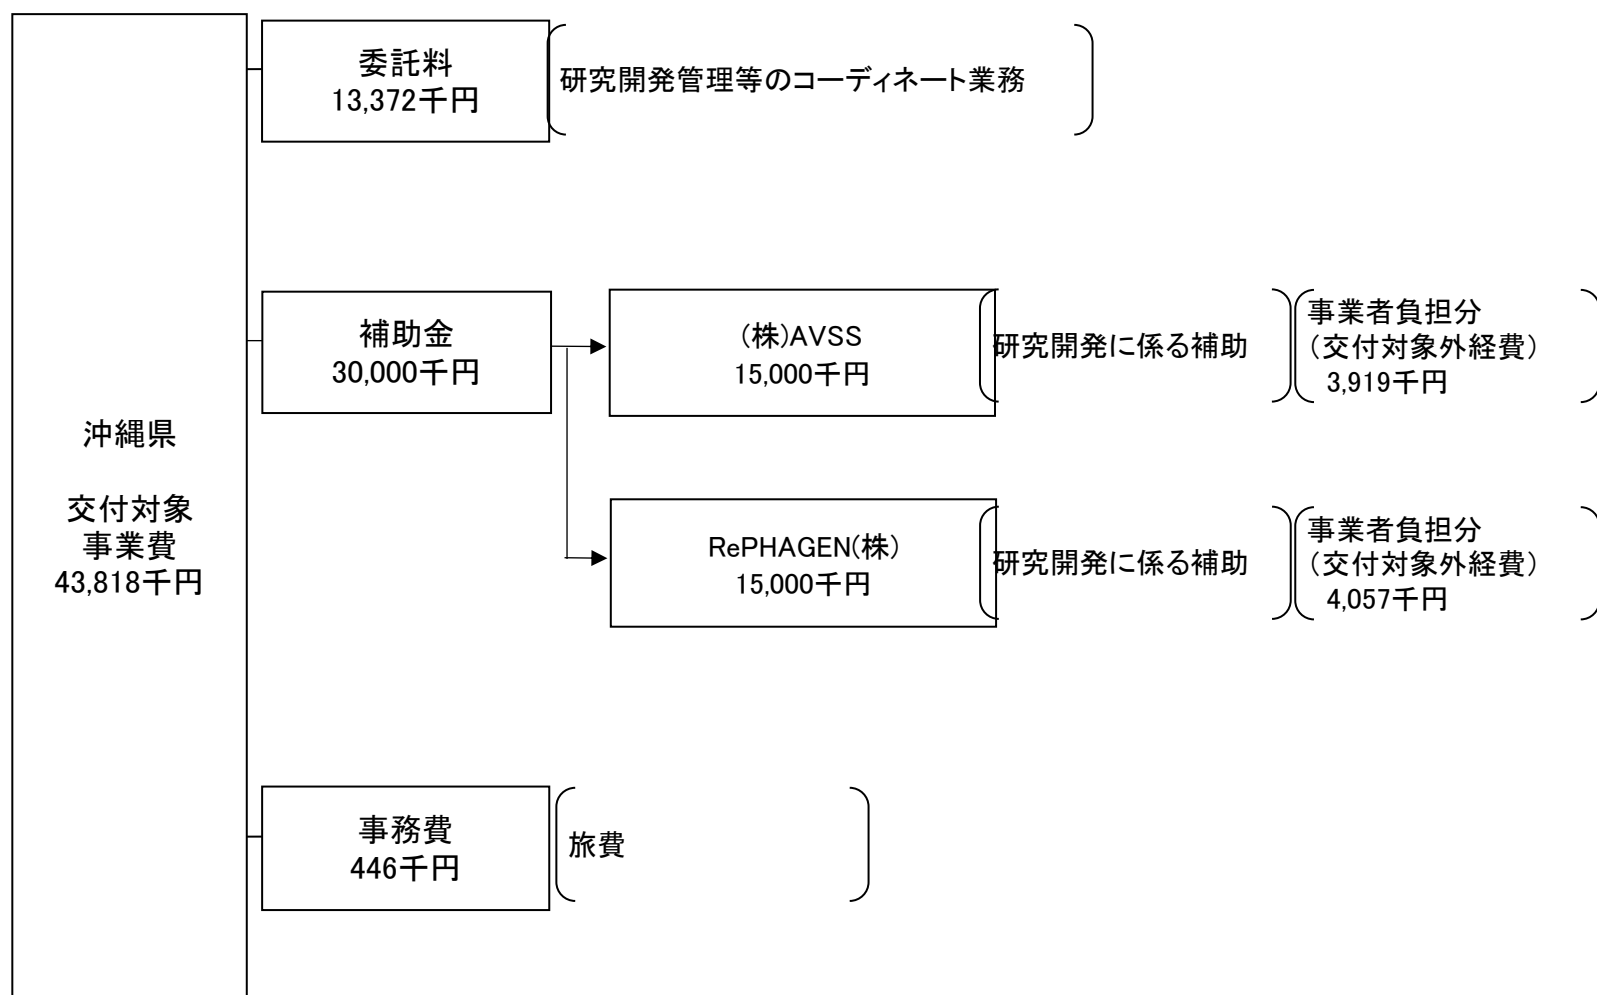 委託料
13,372千円
研究開発管理等のコーディネート業務
補助金
30,000千円
(株)AVSS
15,000千円
研究開発に係る補助
事業者負担分
（交付対象外経費）
3,919千円
沖縄県
交付対象
事業費
43,818千円
RePHAGEN(株)
15,000千円
研究開発に係る補助
事業者負担分
（交付対象外経費）
4,057千円
事務費
446千円
旅費